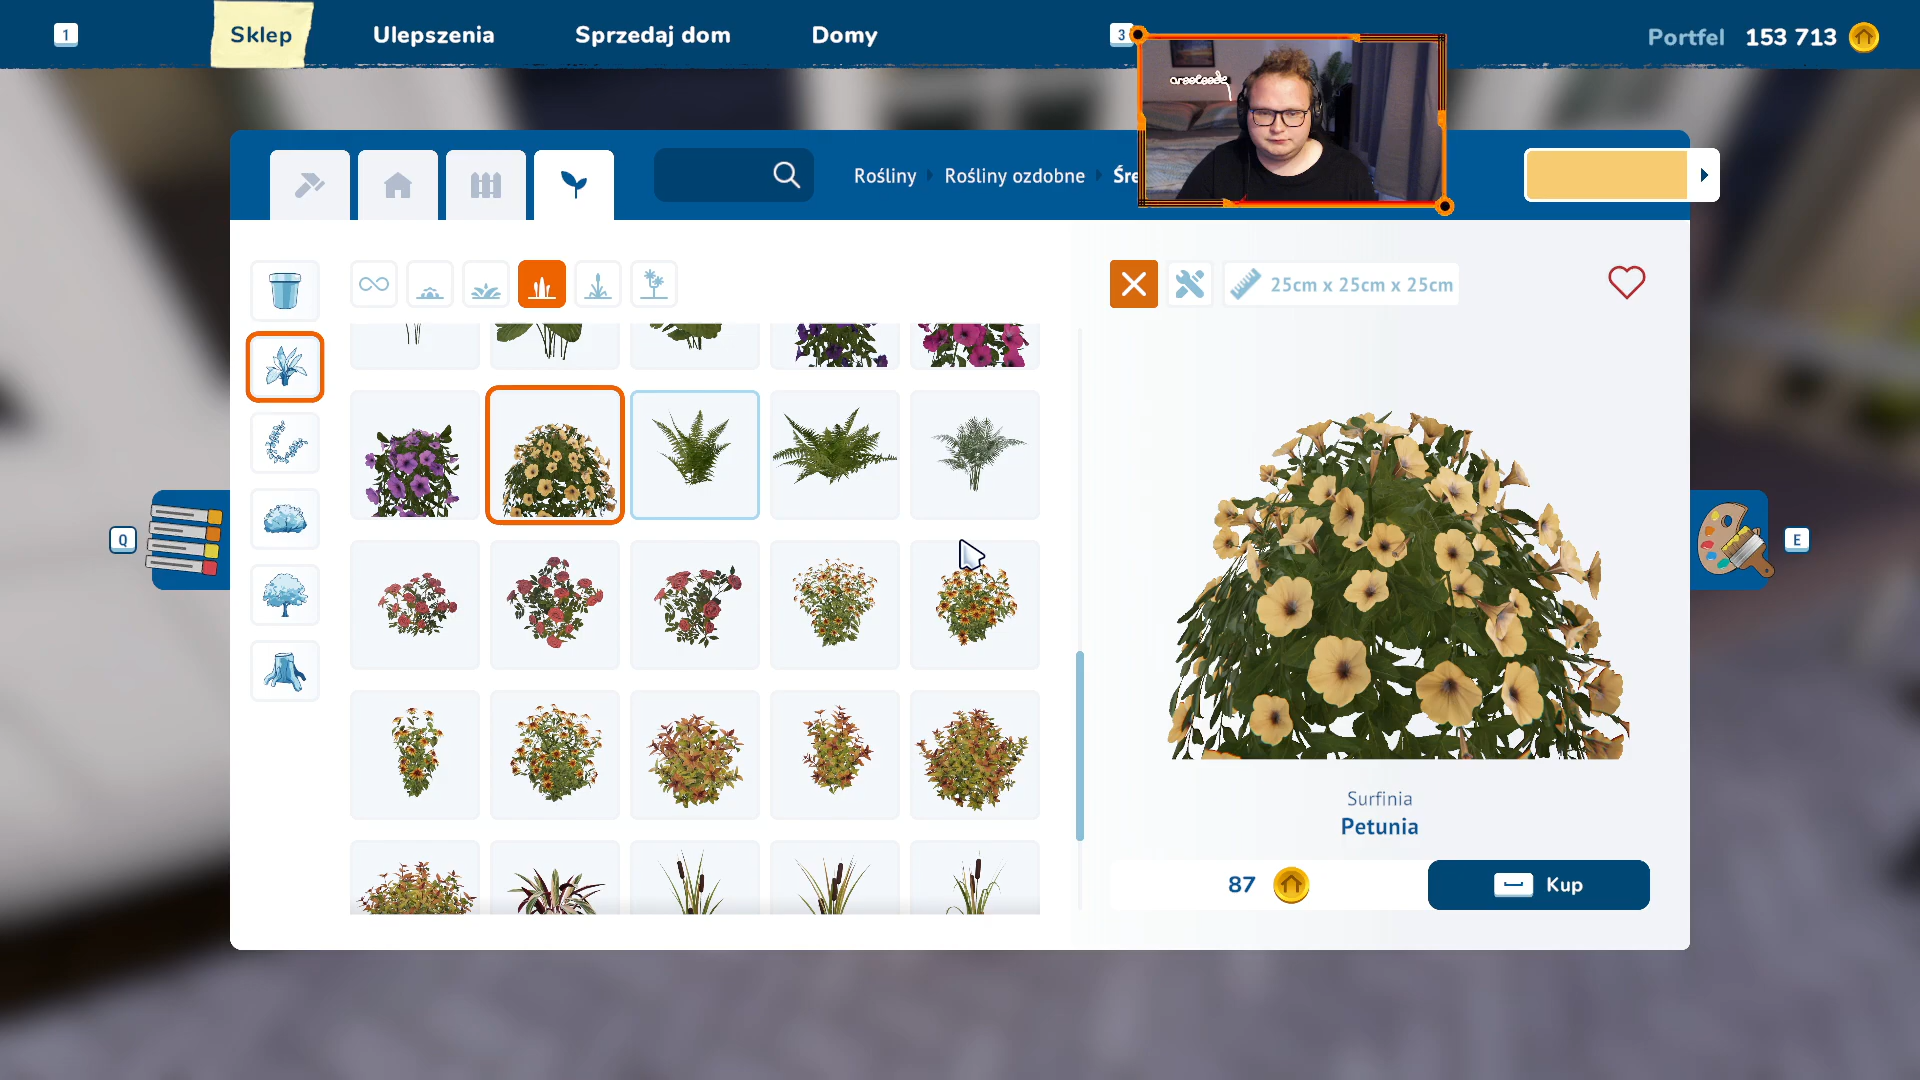 1
Sklep
Ulepszenia
Sprzedaj dom
Domy
3
Portfel 153 713
Rośliny
Rośliny ozdobne
25cm x 25cm x 25cm
Q
E
Surfinia
Petunia
87
Kup